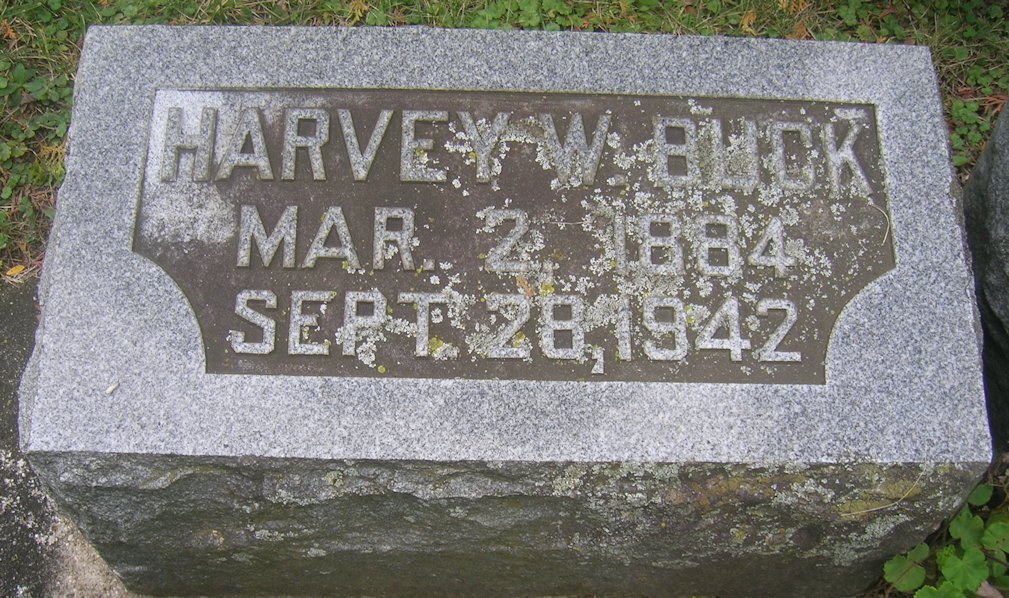 HARVEY W. BUCK
MAR. 2, 1884
SEPT. 28, 1942